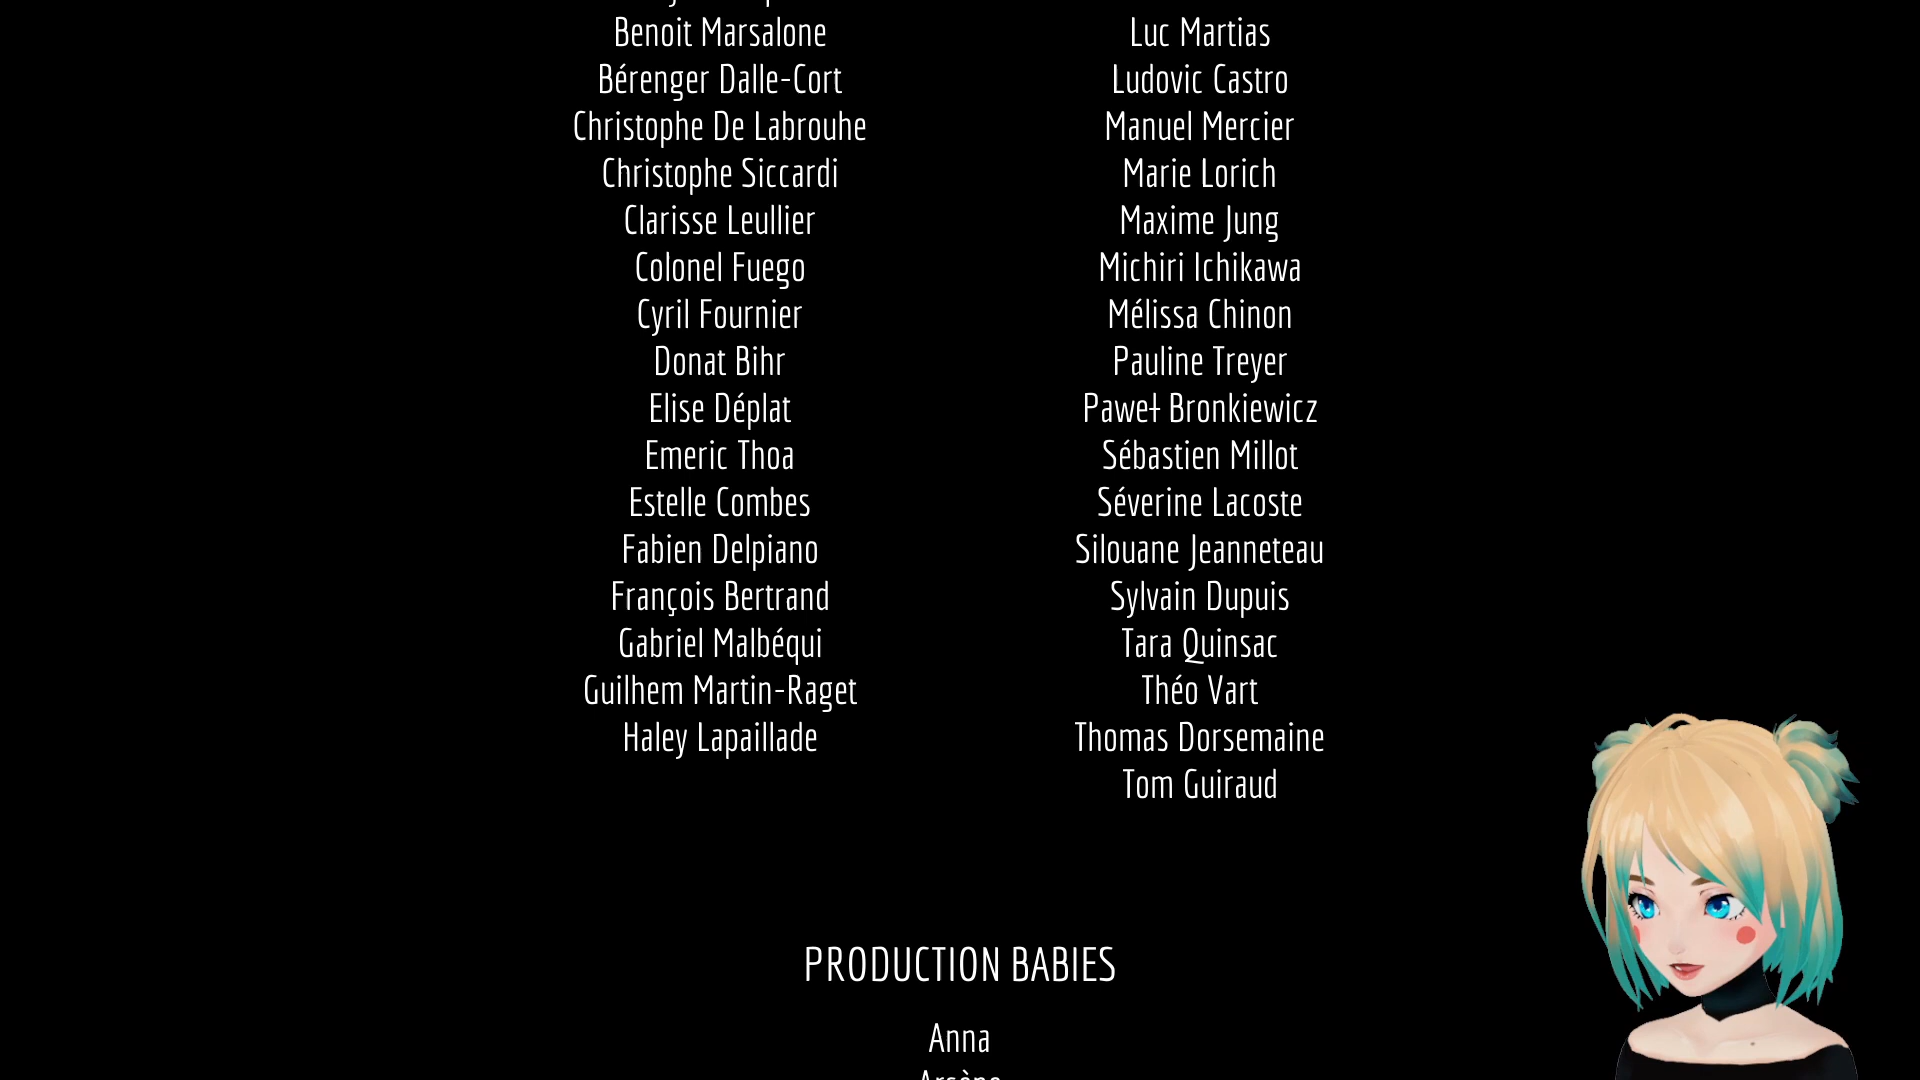 Benoit Marsalone
Bérenger Dalle-Cort
Christophe De Labrouhe
Christophe Siccardi
Clarisse Leullier
Colonel Fuego
Cyril Fournier
Donat Bihr
Elise Déplat
Emeric Thoa
Estelle Combes
Fabien Delpiano
François Bertrand
Gabriel Malbéqui
Guilhem Martin-Raget
Haley Lapaillade
Luc Martias
Ludovic Castro
Manuel Mercier
Marie Lorich
Maxime Jung
Michiri Ichikawa
Mélissa Chinon
Pauline Treyer
Paweł Bronkiewicz
Sébastien Millot
Séverine Lacoste
Silouane Jeanneteau
Sylvain Dupuis
Tara Quinsac
Théo Vart
Thomas Dorsemaine
Tom Guiraud
PRODUCTION BABIES
Anna